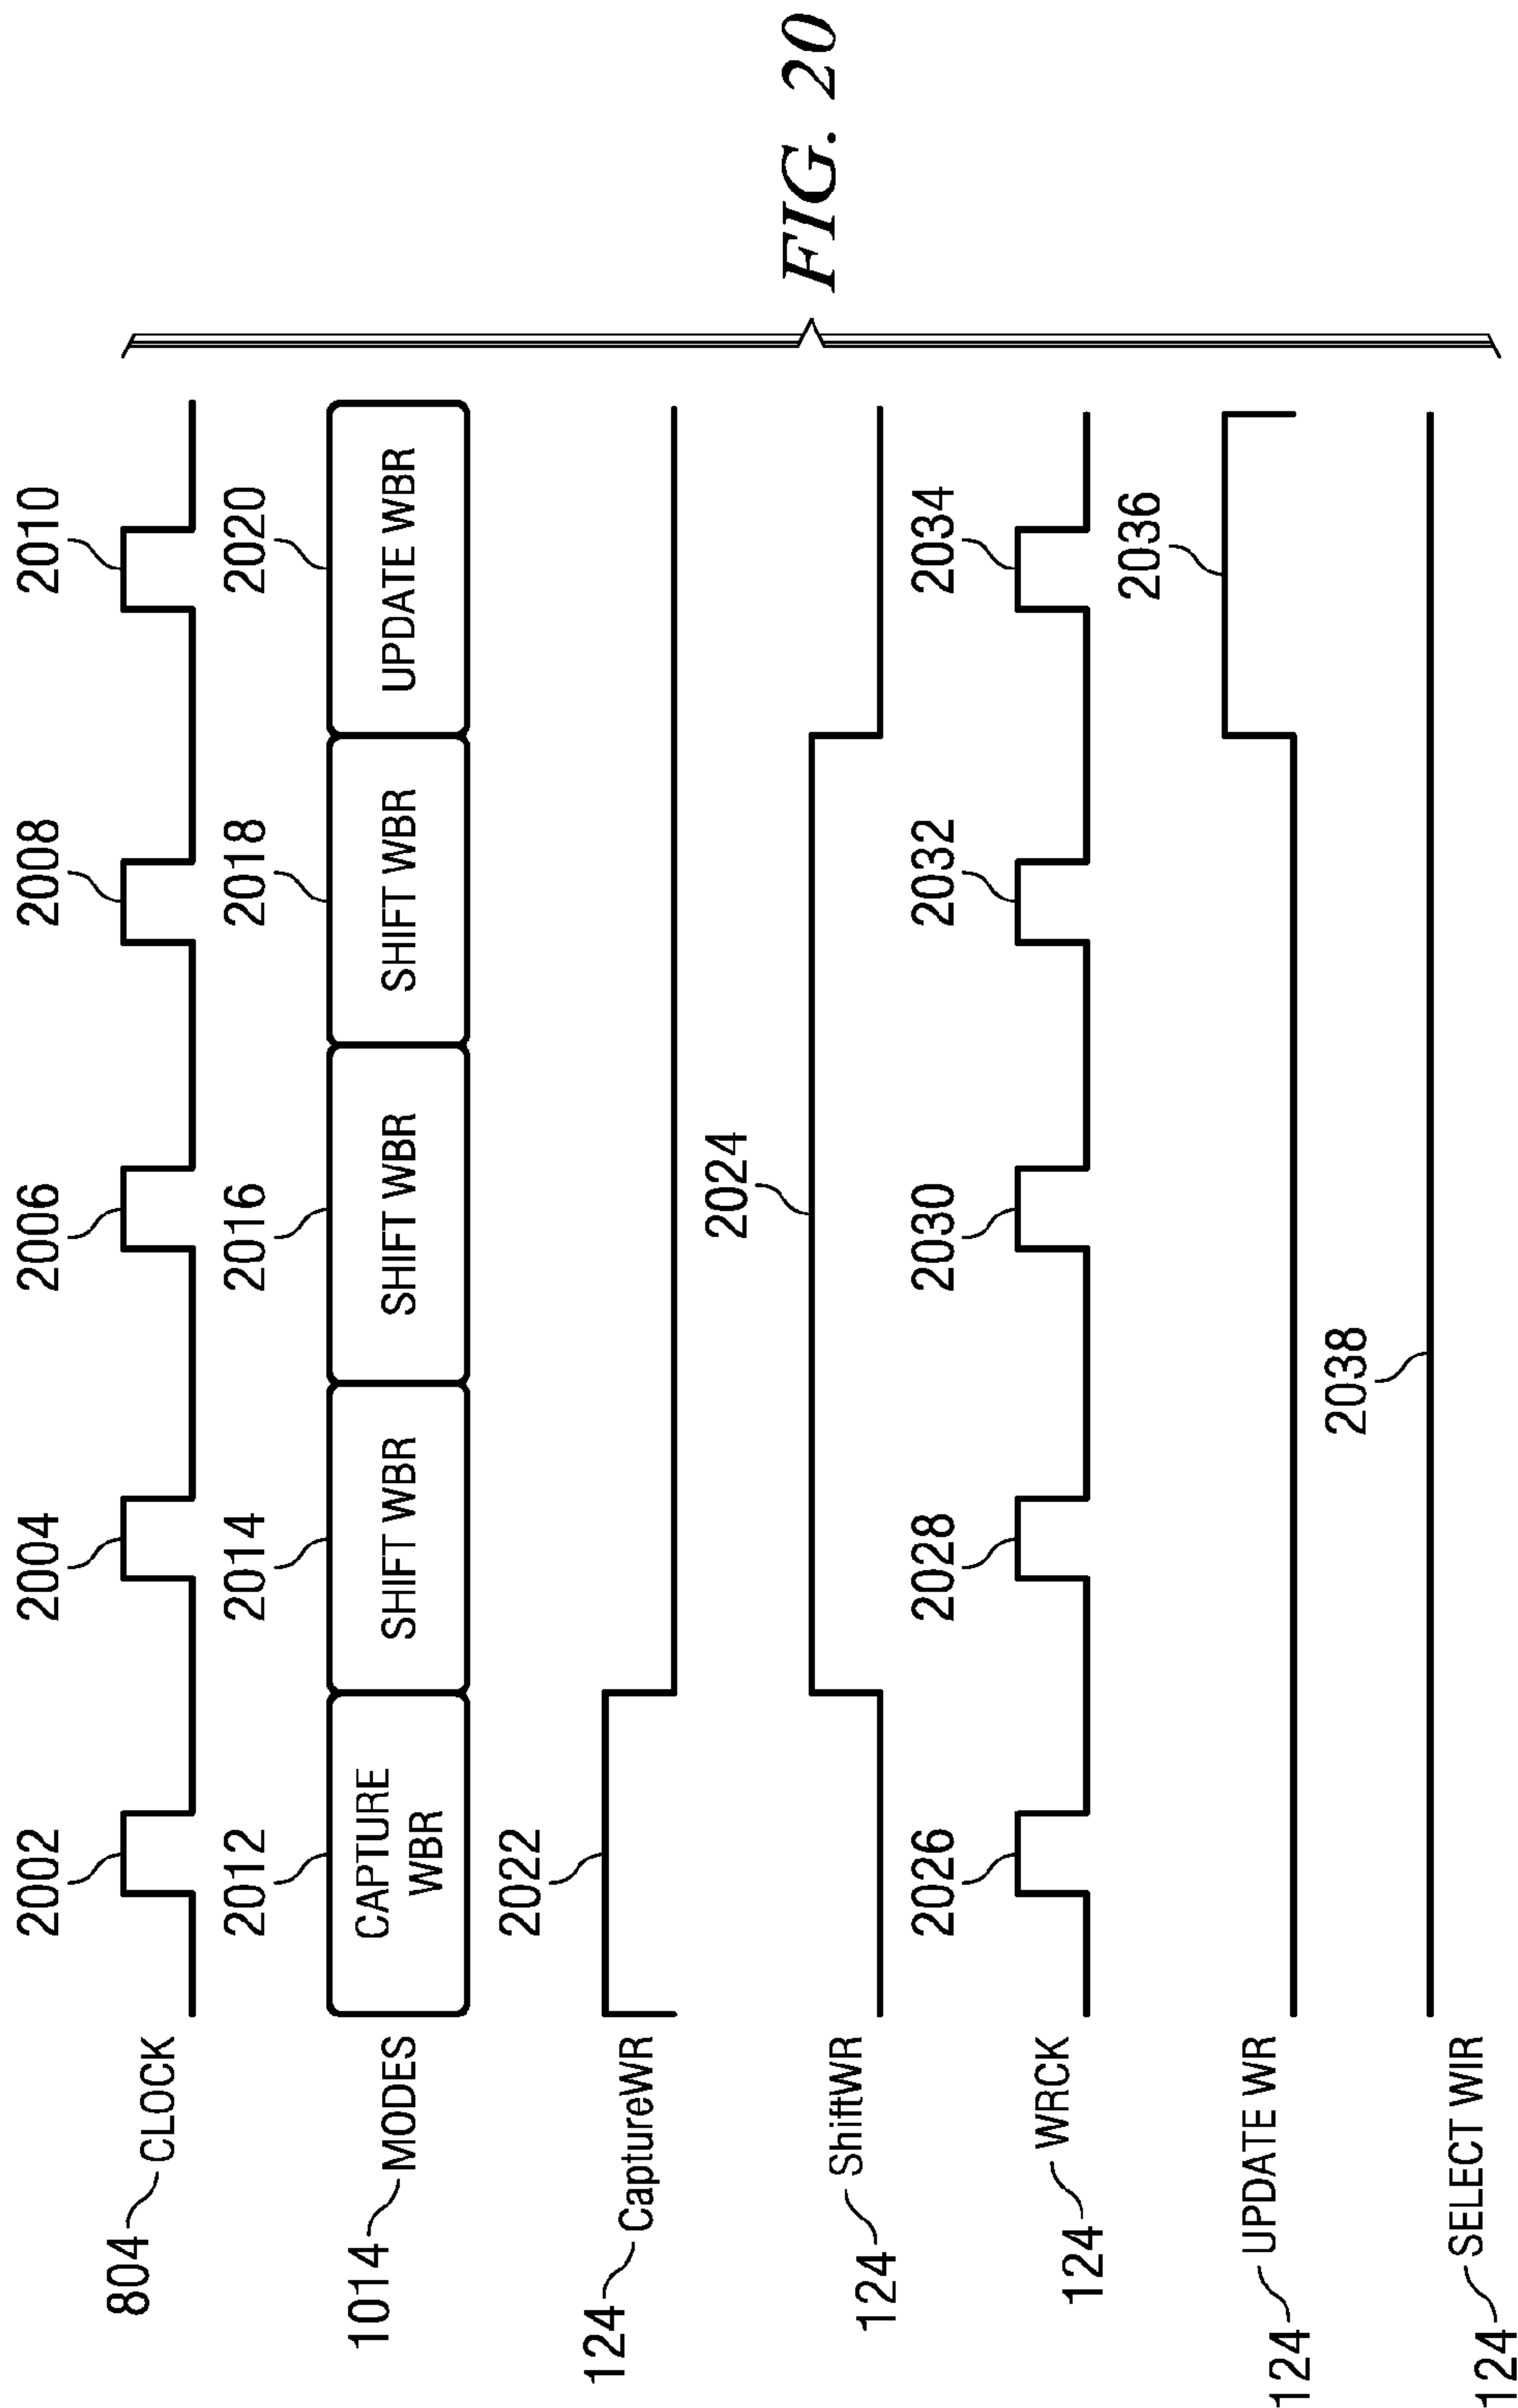 2002 2004 2006 2008 2010
804 CLOCK
2012 2014 2016 2018 2020
1014 MODES CAPTURE WBR SHIFT WBR SHIFT WBR SHIFT WBR UPDATE WBR
2022
124 CaptureWR
2024
124 ShiftWR
2026 2028 2030 2032 2034
124 WRCK
2036
124 UPDATE WR
2038
124 SELECT WIR
FIG. 20